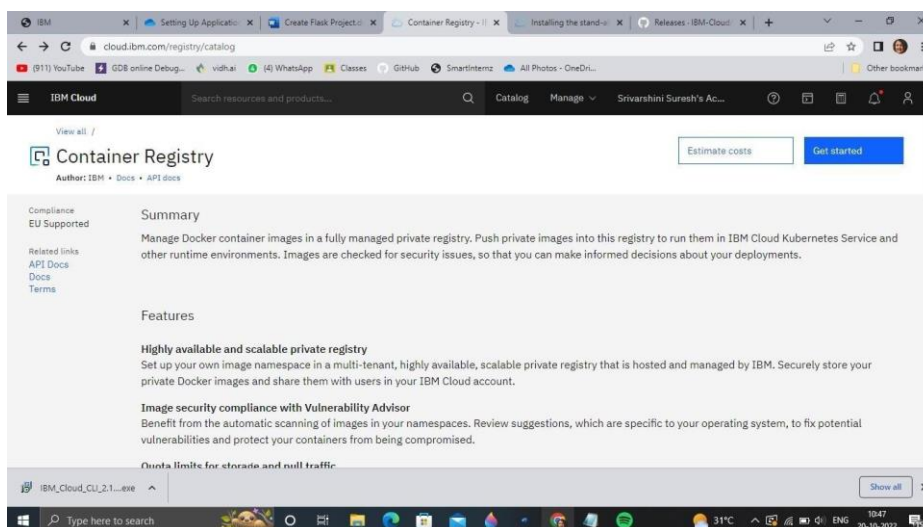 IBM
Setting Up Applicatio
Create Flask Project.d
Container Registry - I
Installing the stand-a
Releases · IBM-Cloud
cloud.ibm.com/registry/catalog
(911) YouTube
GDB online Debug...
vidh.ai
(4) WhatsApp
Classes
GitHub
Smartinternz
All Photos - OneDri...
Other bookmar
IBM Cloud
Search resources and products...
Catalog
Manage
Srivarshini Suresh's Ac...
View all /
Container Registry
Estimate costs
Get started
Author: IBM • Docs • API docs
Compliance
EU Supported
Related links
API Docs
Docs
Terms
Summary
Manage Docker container images in a fully managed private registry. Push private images into this registry to run them in IBM Cloud Kubernetes Service and
other runtime environments. Images are checked for security issues, so that you can make informed decisions about your deployments.
Features
Highly available and scalable private registry
Set up your own image namespace in a multi-tenant, highly available, scalable private registry that is hosted and managed by IBM. Securely store your
private Docker images and share them with users in your IBM Cloud account.
Image security compliance with Vulnerability Advisor
Benefit from the automatic scanning of images in your namespaces. Review suggestions, which are specific to your operating system, to fix potential
vulnerabilities and protect your containers from being compromised.
Quota limits for storage and pull traffic
IBM_Cloud_CLI_2.1....exe
Show all
Type here to search
31°C
ENG
10:47
20-10-2022